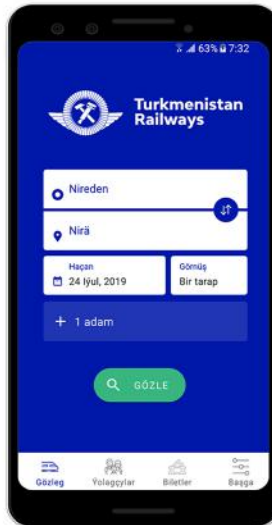 63% 7:32
Turkmenistan
Railways
Nireden
Nirä
Haçan
24 Iýul, 2019
Görnüş
Bir tarap
+ 1 adam
GÖZLE
Gözleg Ýolagçylar Biletler Başga